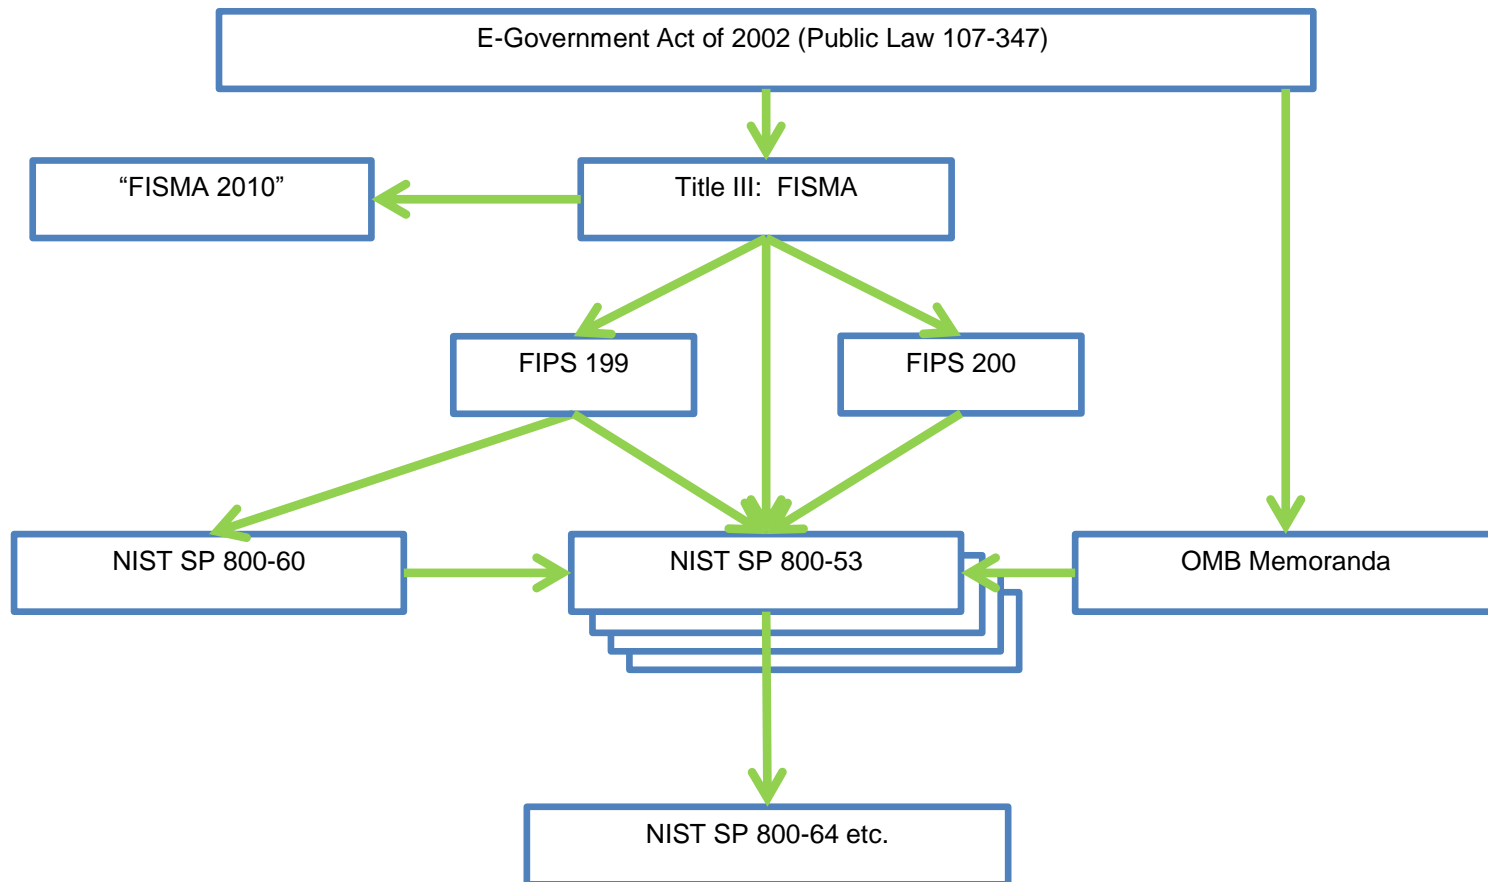 E-Government Act of 2002 (Public Law 107-347)
“FISMA 2010”
Title III:  FISMA
FIPS 199
FIPS 200
NIST SP 800-60
NIST SP 800-53
OMB Memoranda
NIST SP 800-64 etc.